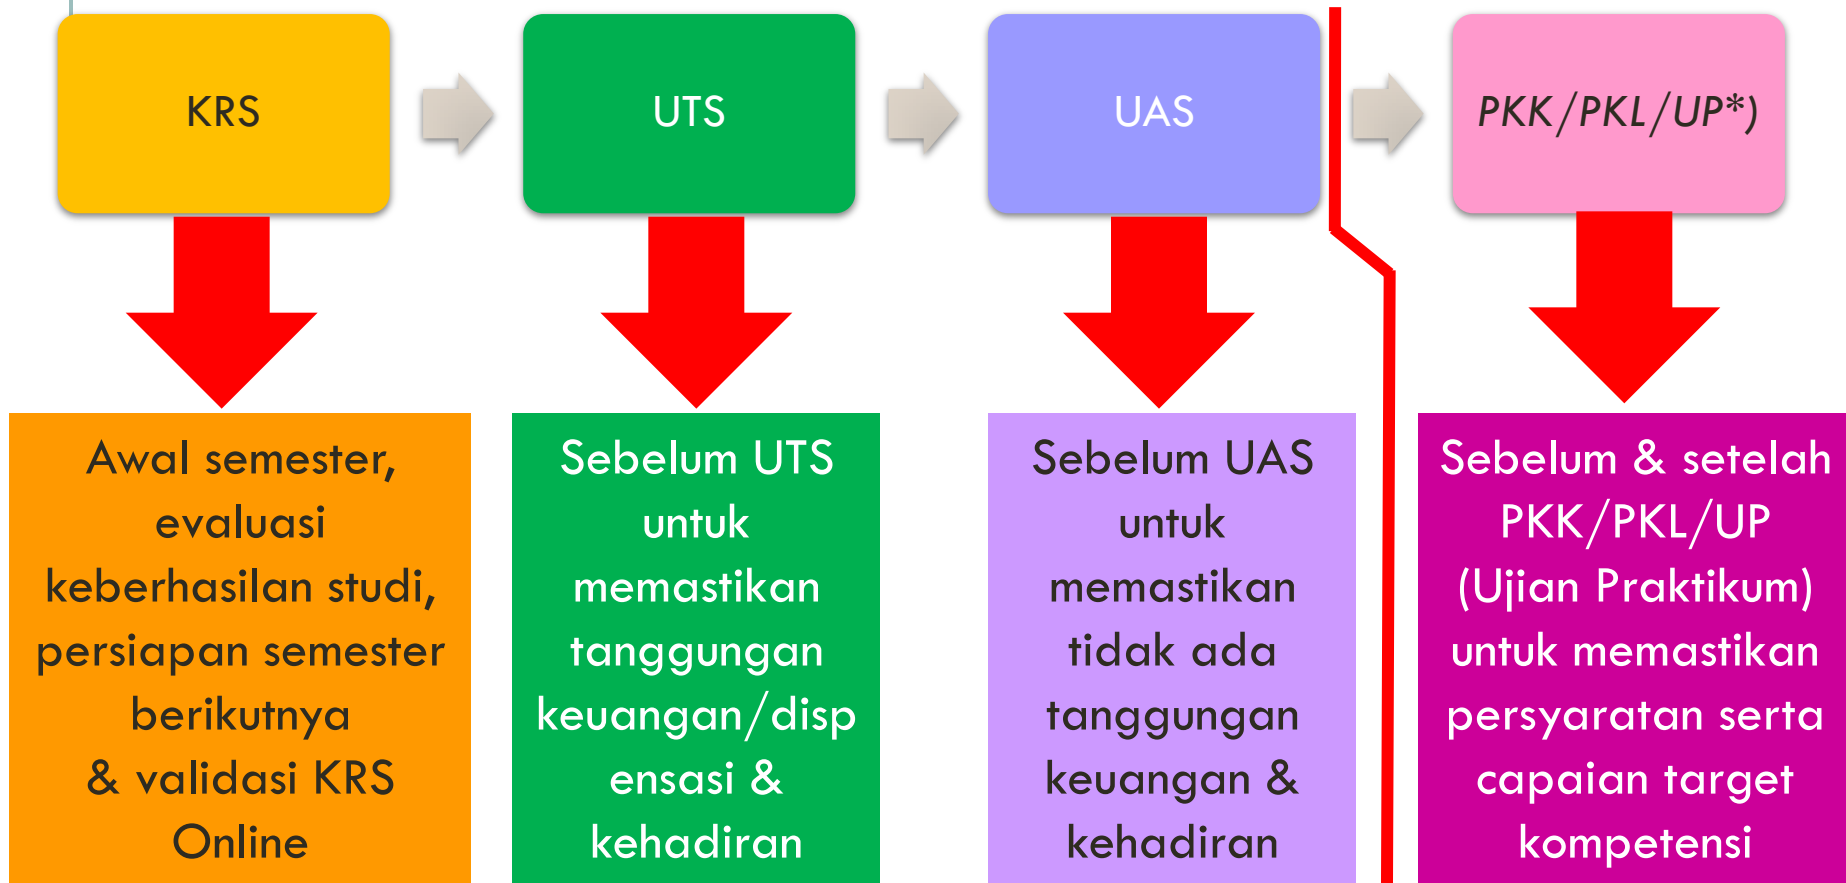 KRS
UTS
UAS
PKK/PKL/UP*)
Awal semester,
evaluasi
keberhasilan studi,
persiapan semester
berikutnya
& validasi KRS
Online
Sebelum UTS
untuk
memastikan
tanggungan
keuangan/disp
ensasi &
kehadiran
Sebelum UAS
untuk
memastikan
tidak ada
tanggungan
keuangan &
kehadiran
Sebelum & setelah
PKK/PKL/UP
(Ujian Praktikum)
untuk memastikan
persyaratan serta
capaian target
kompetensi